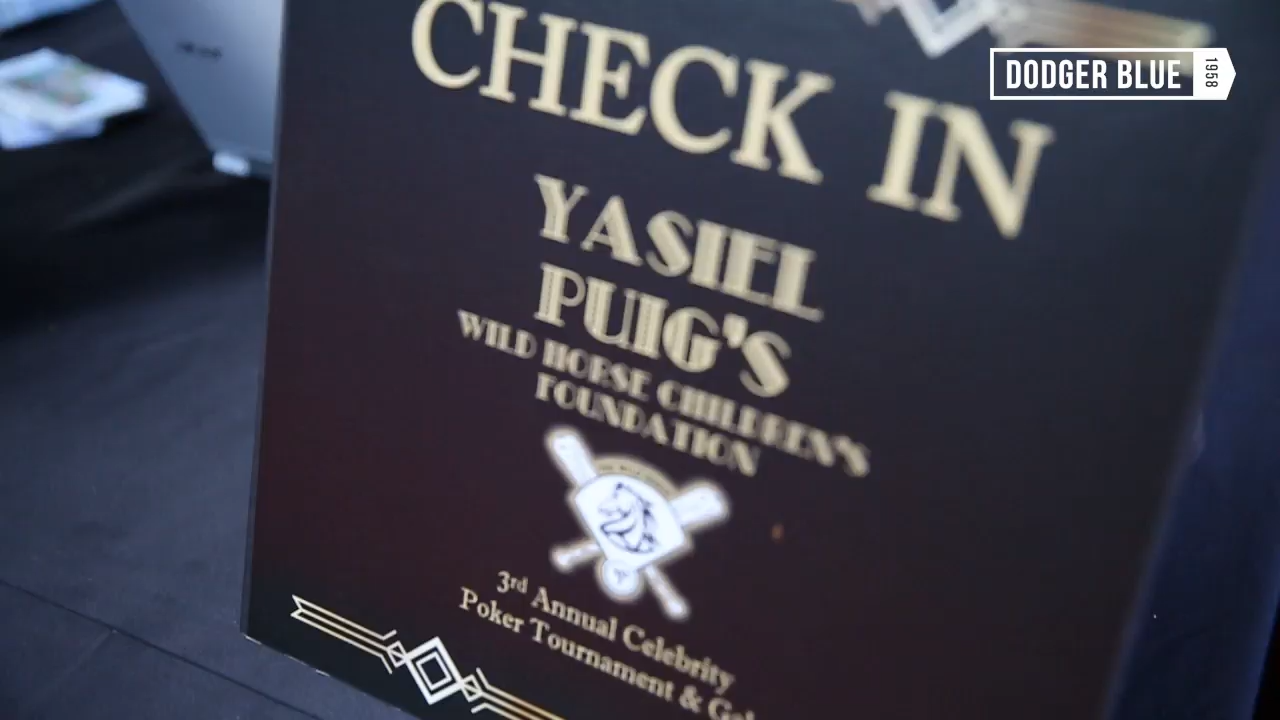 CHECK IN
DODGER BLUE 1958
YASIEL
PUIG'S
WILD HORSE CHILDREN'S
FOUNDATION
3rd Annual Celebrity
Poker Tournament &